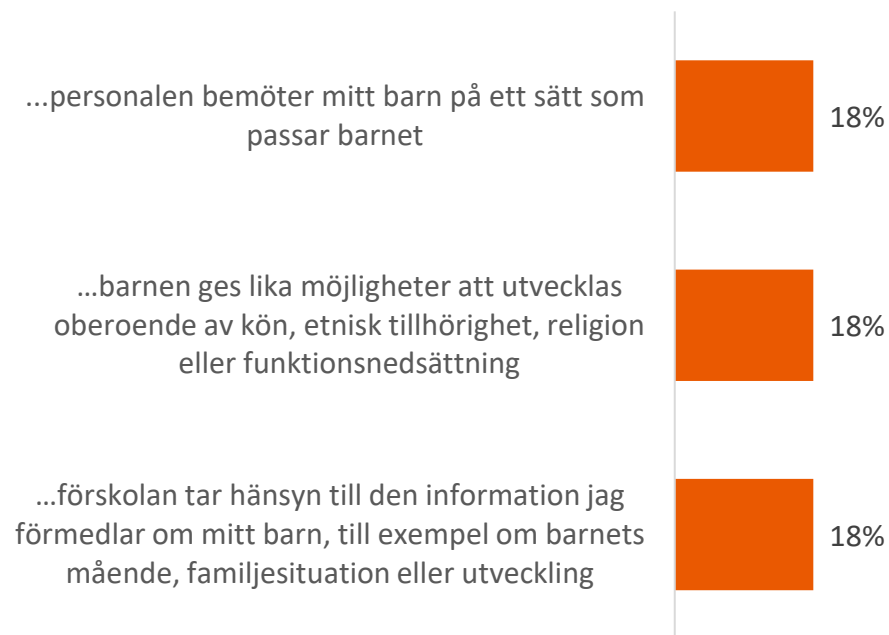 ...personalen bemöter mitt barn på ett sätt som
passar barnet
18%
...barnen ges lika möjligheter att utvecklas
oberoende av kön, etnisk tillhörighet, religion
eller funktionsnedsättning
18%
...förskolan tar hänsyn till den information jag
förmedlar om mitt barn, till exempel om barnets
mående, familjesituation eller utveckling
18%